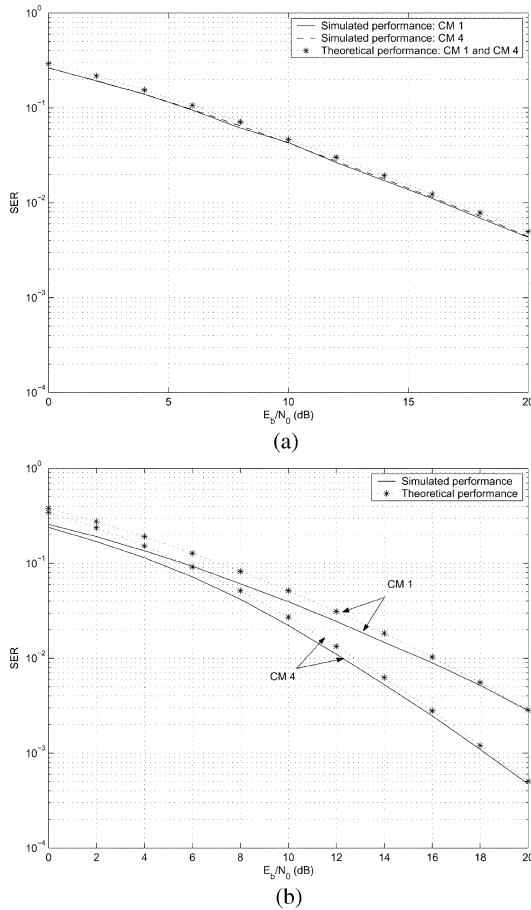 Simulated performance: CM 1
Simulated performance: CM 4
Theoretical performance: CM 1 and CM 4
10^0
10^-1
10^-2
10^-3
10^-4
SER
0 5 10 15 20
E_b/N_0 (dB)
(a)
Simulated performance
Theoretical performance
10^0
10^-1
10^-2
10^-3
10^-4
SER
CM 1
CM 4
0 2 4 6 8 10 12 14 16 18 20
E_b/N_0 (dB)
(b)